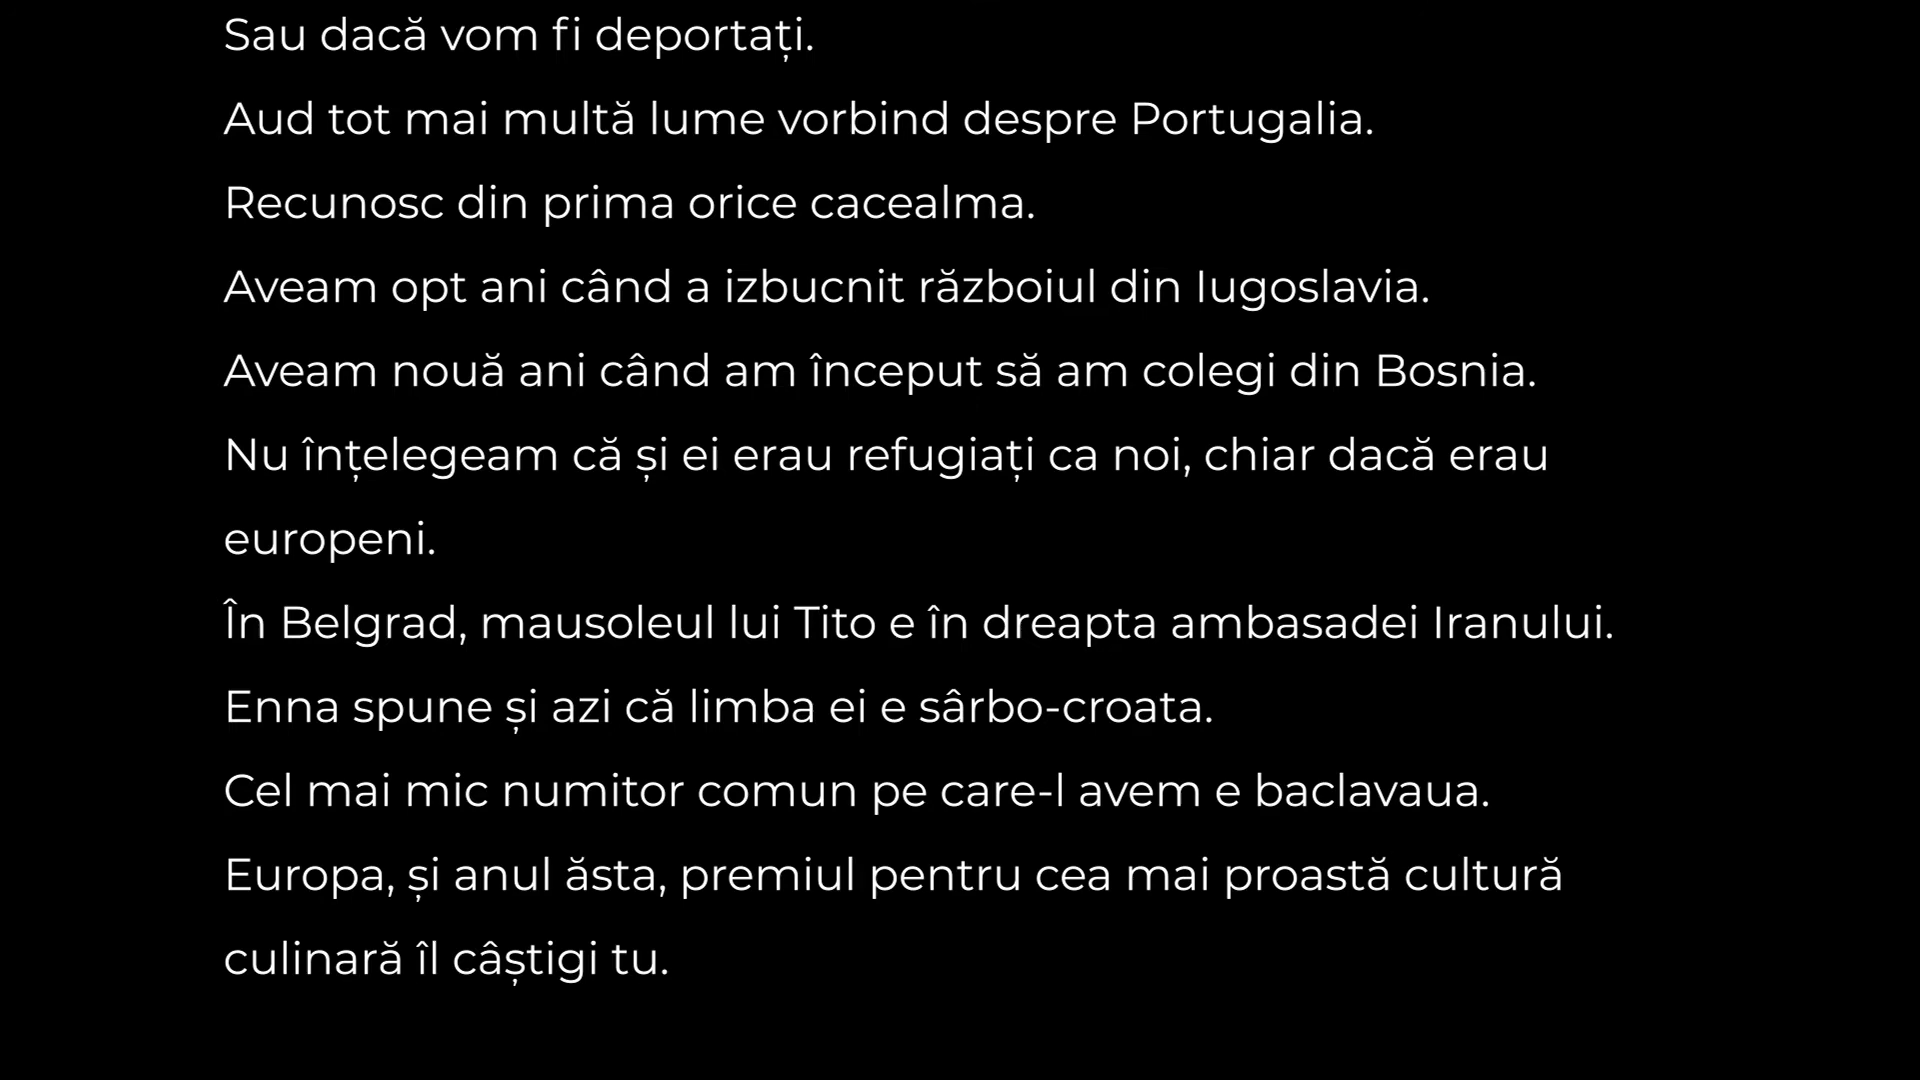 Sau dacă vom fi deportați.
Aud tot mai multă lume vorbind despre Portugalia.
Recunosc din prima orice cacealma.
Aveam opt ani când a izbucnit războiul din Iugoslavia.
Aveam nouă ani când am început să am colegi din Bosnia.
Nu înțelegeam că și ei erau refugiați ca noi, chiar dacă erau
europeni.
În Belgrad, mausoleul lui Tito e în dreapta ambasadei Iranului.
Enna spune și azi că limba ei e sârbo-croata.
Cel mai mic numitor comun pe care-l avem e baclavaua.
Europa, și anul ăsta, premiul pentru cea mai proastă cultură
culinară îl câștigi tu.